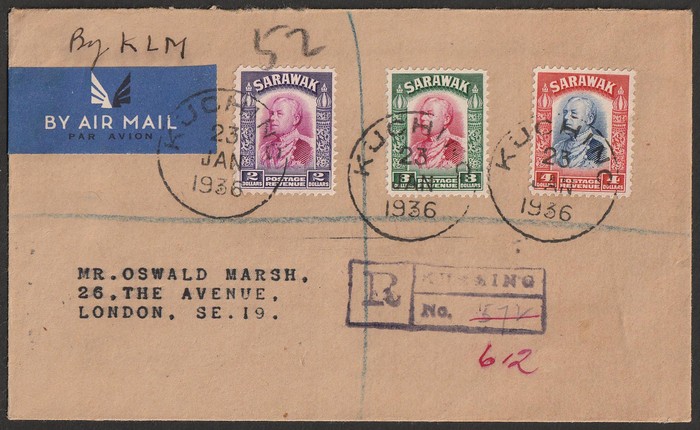 By KLM
52
BY AIR MAIL
PAR AVION
SARAWAK
2 POSTAGE 2
DOLLARS REVENUE DOLLARS
SARAWAK
3 POSTAGE 3
DOLLARS REVENUE DOLLARS
SARAWAK
4 POSTAGE 4
DOLLARS REVENUE DOLLARS
KUCHING
23
JAN
1936
KUCHING
23
JAN
1936
KUCHING
23
JAN
1936
MR.OSWALD MARSH,
26,THE AVENUE,
LONDON, SE.19.
R KUCHING
No.
612